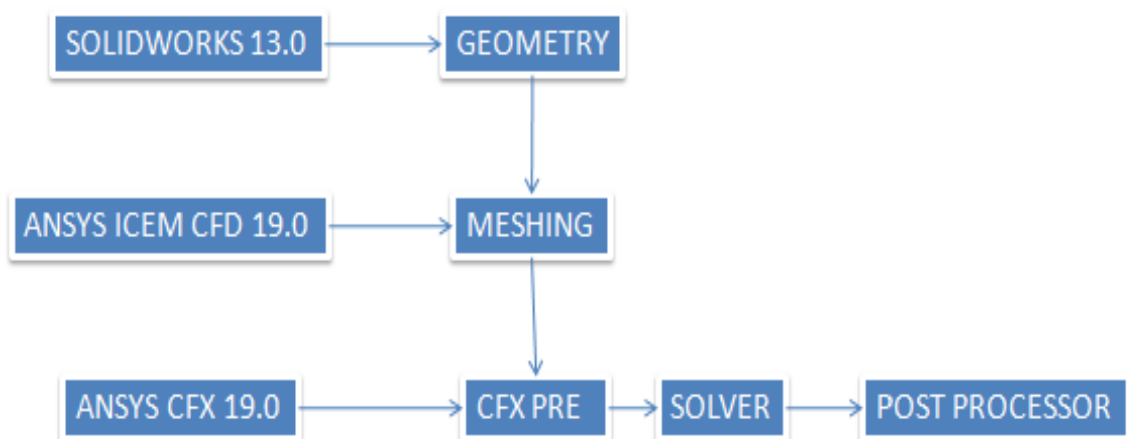 SOLIDWORKS 13.0
GEOMETRY
ANSYS ICEM CFD 19.0
MESHING
ANSYS CFX 19.0
CFX PRE
SOLVER
POST PROCESSOR